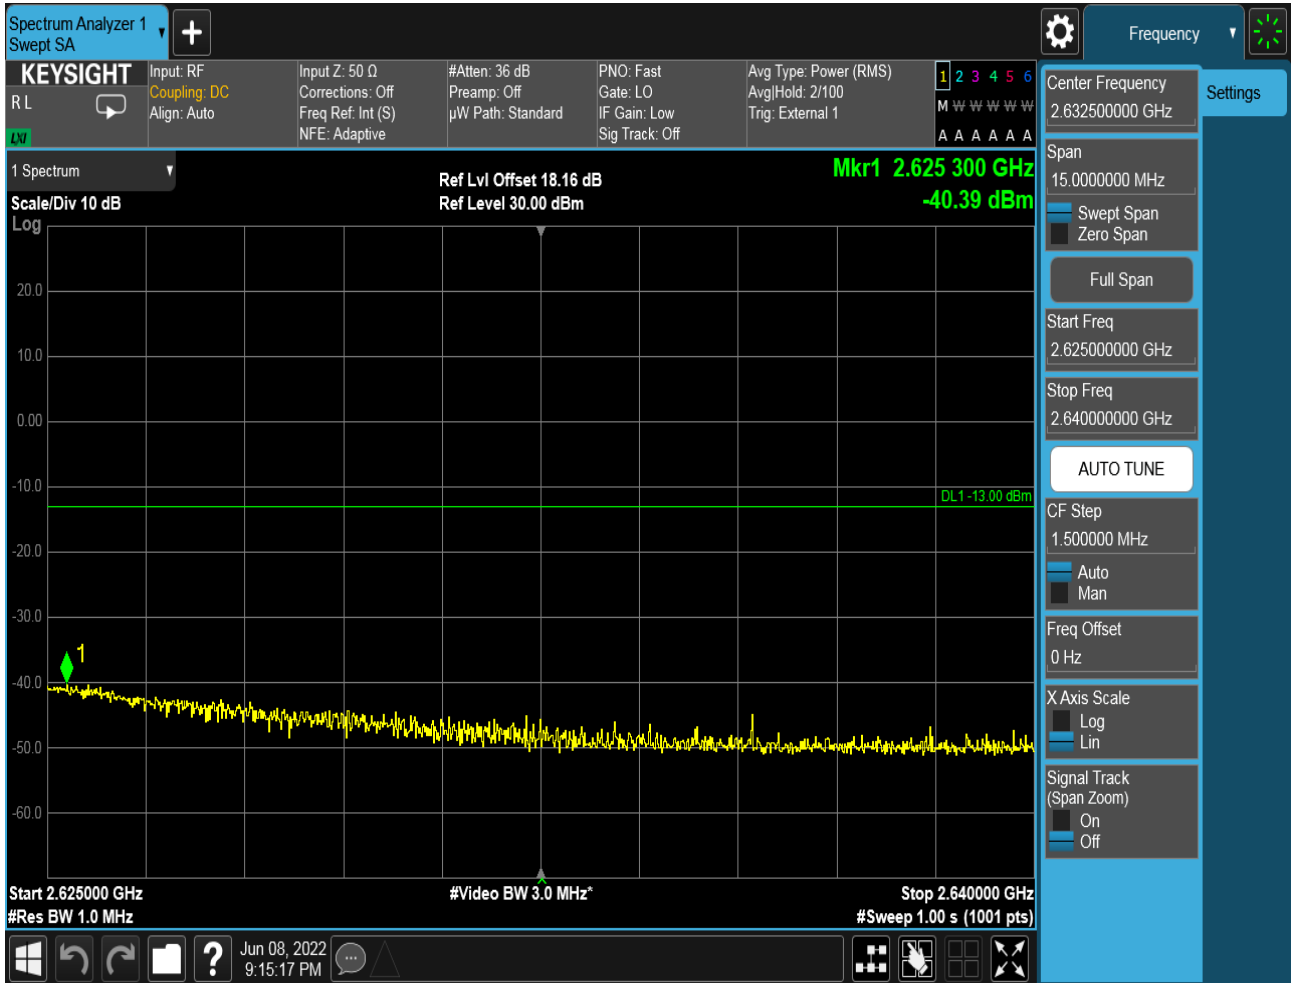 Spectrum Analyzer 1
Swept SA
Frequency
KEYSIGHT
R L
LXI
Input: RF
Coupling: DC
Align: Auto
Input Z: 50 Ω
Corrections: Off
Freq Ref: Int (S)
NFE: Adaptive
#Atten: 36 dB
Preamp: Off
µW Path: Standard
PNO: Fast
Gate: LO
IF Gain: Low
Sig Track: Off
Avg Type: Power (RMS)
Avg|Hold: 2/100
Trig: External 1
1 2 3 4 5 6
M W W W W W
A A A A A A
1 Spectrum
Scale/Div 10 dB
Log
Ref Lvl Offset 18.16 dB
Ref Level 30.00 dBm
Mkr1 2.625 300 GHz
-40.39 dBm
20.0
10.0
0.00
-10.0
DL1 -13.00 dBm
-20.0
-30.0
1
-40.0
-50.0
-60.0
Start 2.625000 GHz
#Res BW 1.0 MHz
#Video BW 3.0 MHz*
Stop 2.640000 GHz
#Sweep 1.00 s (1001 pts)
Center Frequency
2.632500000 GHz
Settings
Span
15.0000000 MHz
Swept Span
Zero Span
Full Span
Start Freq
2.625000000 GHz
Stop Freq
2.640000000 GHz
AUTO TUNE
CF Step
1.500000 MHz
Auto
Man
Freq Offset
0 Hz
X Axis Scale
Log
Lin
Signal Track
(Span Zoom)
On
Off
?
Jun 08, 2022
9:15:17 PM